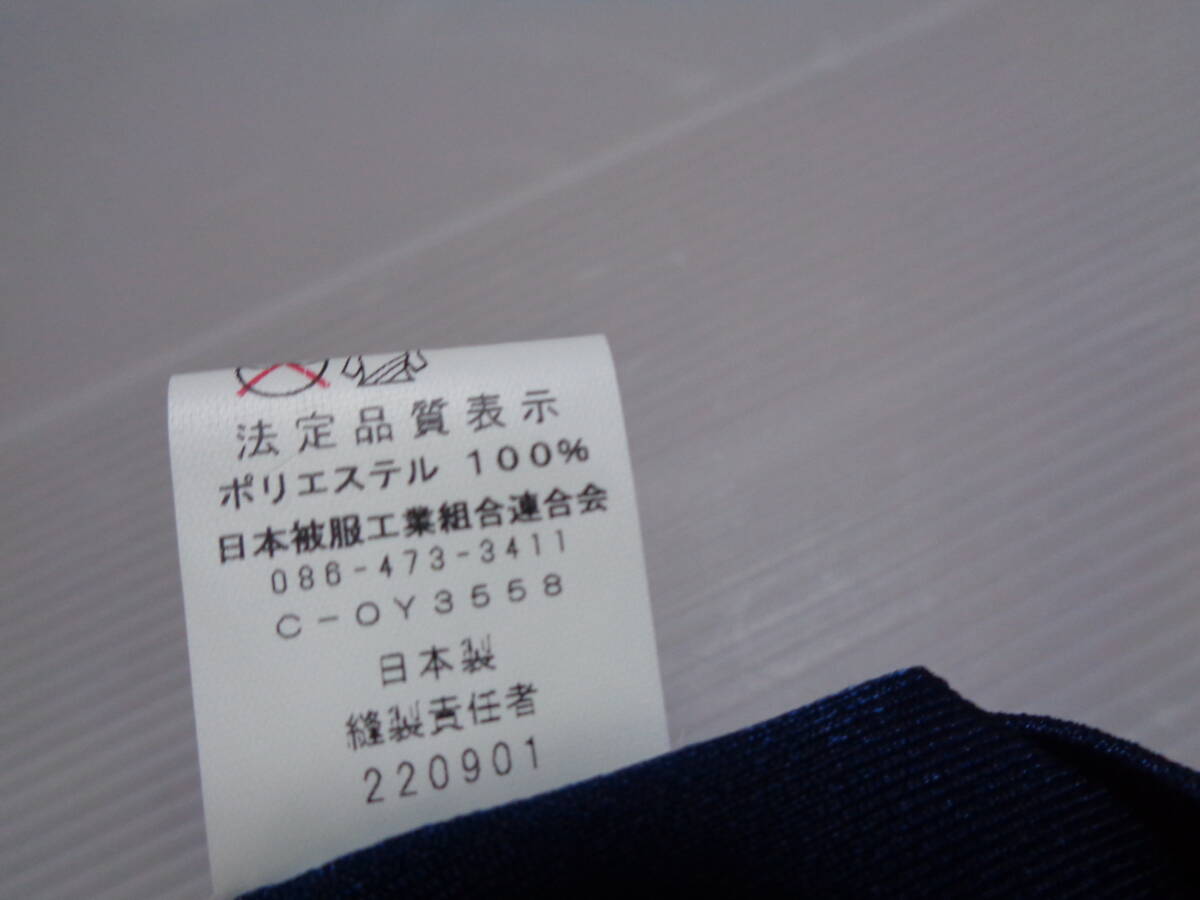 法定品質表示
ポリエステル 100%
日本被服工業組合連合会
086-473-3411
C-OY3558
日本製
縫製責任者
220901